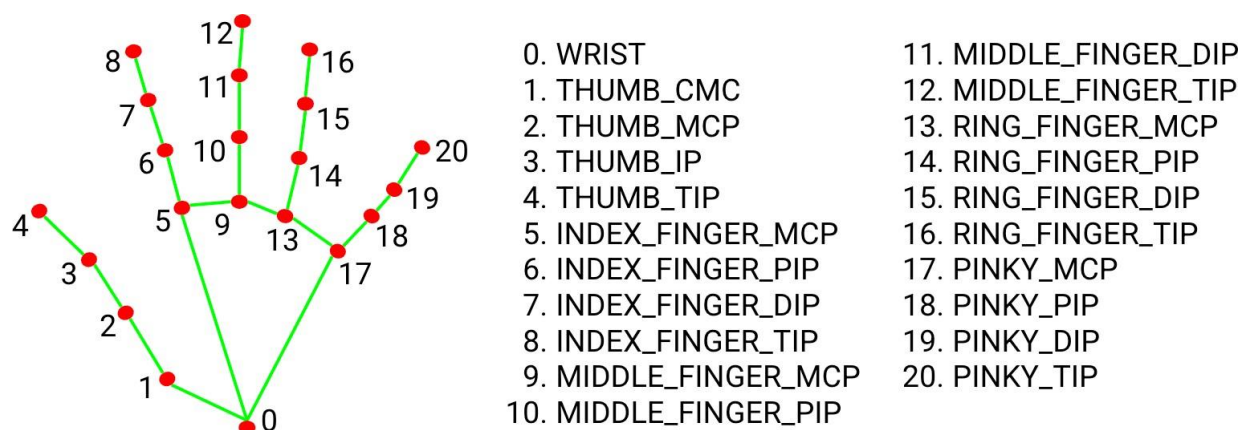 12
8
16
11
7
15
10
6
14
20
19
4
5
9
13
18
3
17
2
1
0
0. WRIST
1. THUMB_CMC
2. THUMB_MCP
3. THUMB_IP
4. THUMB_TIP
5. INDEX_FINGER_MCP
6. INDEX_FINGER_PIP
7. INDEX_FINGER_DIP
8. INDEX_FINGER_TIP
9. MIDDLE_FINGER_MCP
10. MIDDLE_FINGER_PIP
11. MIDDLE_FINGER_DIP
12. MIDDLE_FINGER_TIP
13. RING_FINGER_MCP
14. RING_FINGER_PIP
15. RING_FINGER_DIP
16. RING_FINGER_TIP
17. PINKY_MCP
18. PINKY_PIP
19. PINKY_DIP
20. PINKY_TIP